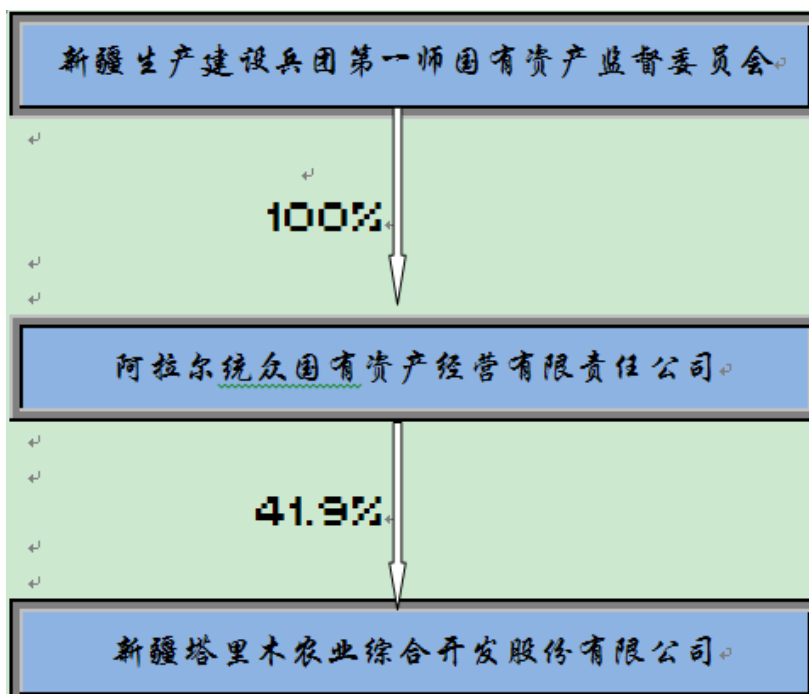 新疆生产建设兵团第一师国有资产监督委员会
100%
阿拉尔统众国有资产经营有限责任公司
41.9%
新疆塔里木农业综合开发股份有限公司